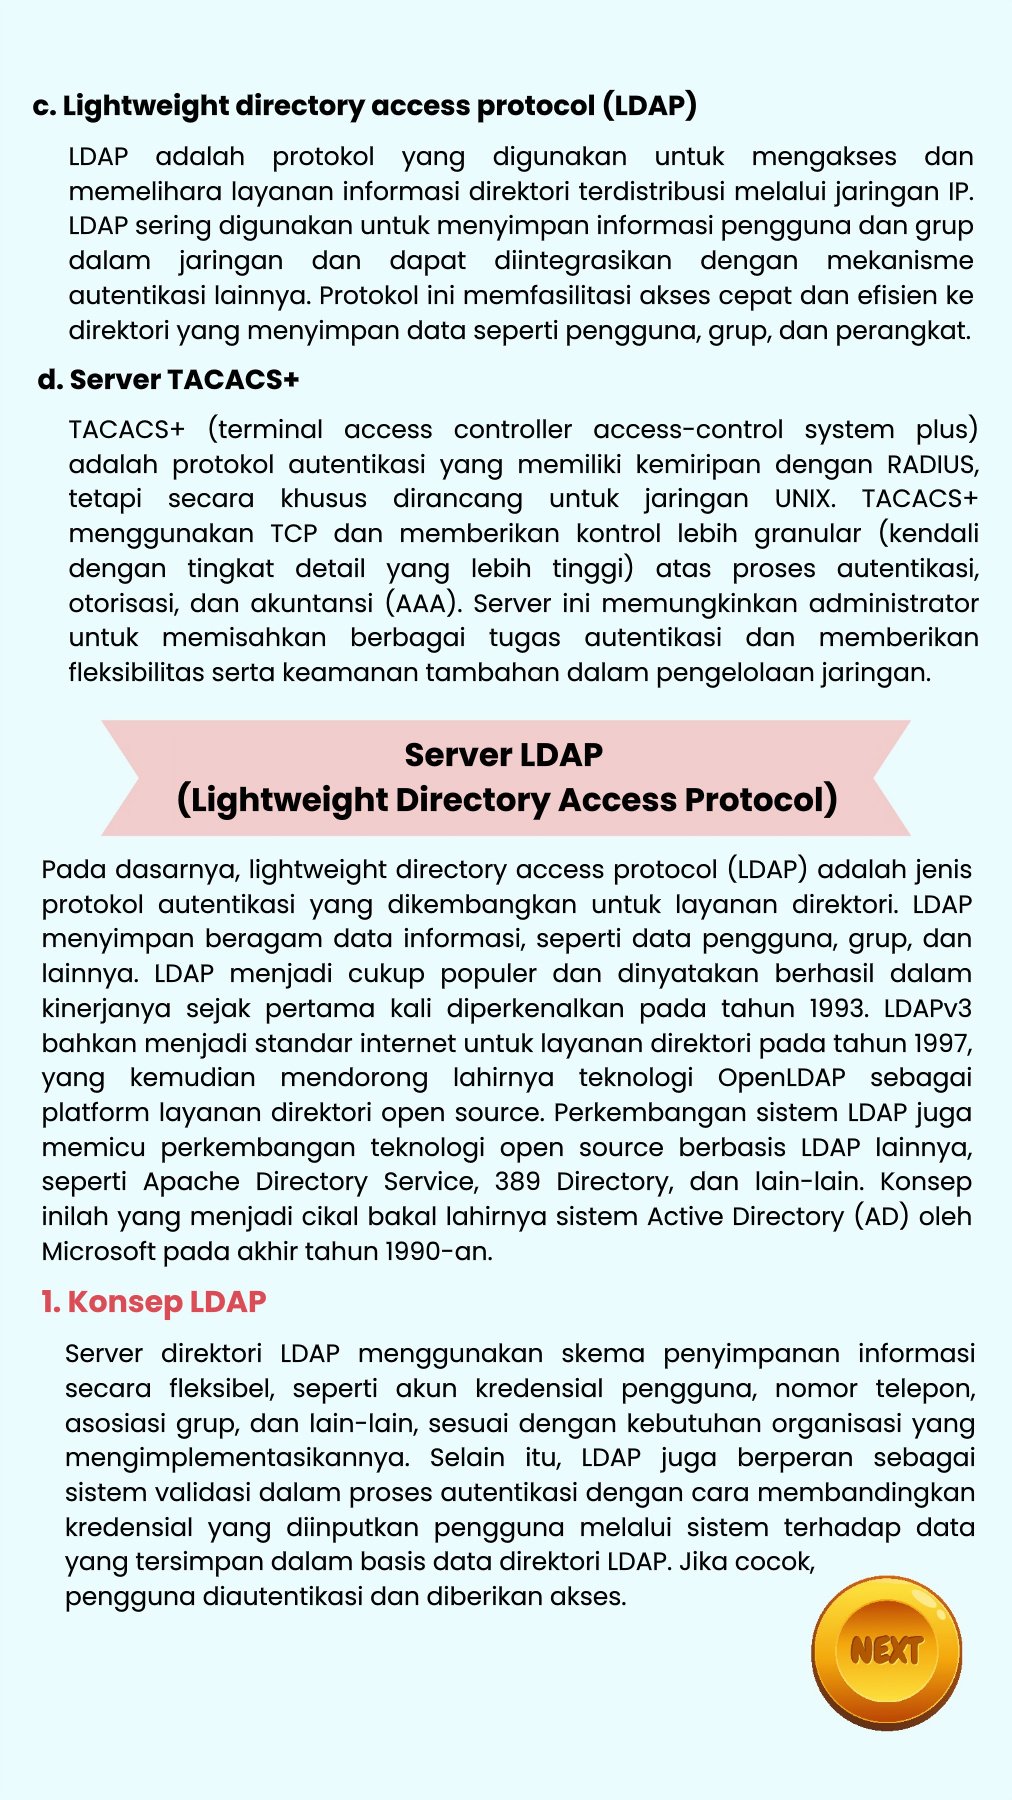 c. Lightweight directory access protocol (LDAP)
LDAP adalah protokol yang digunakan untuk mengakses dan
memelihara layanan informasi direktori terdistribusi melalui jaringan IP.
LDAP sering digunakan untuk menyimpan informasi pengguna dan grup
dalam jaringan dan dapat diintegrasikan dengan mekanisme
autentikasi lainnya. Protokol ini memfasilitasi akses cepat dan efisien ke
direktori yang menyimpan data seperti pengguna, grup, dan perangkat.
d. Server TACACS+
TACACS+ (terminal access controller access-control system plus)
adalah protokol autentikasi yang memiliki kemiripan dengan RADIUS,
tetapi secara khusus dirancang untuk jaringan UNIX. TACACS+
menggunakan TCP dan memberikan kontrol lebih granular (kendali
dengan tingkat detail yang lebih tinggi) atas proses autentikasi,
otorisasi, dan akuntansi (AAA). Server ini memungkinkan administrator
untuk memisahkan berbagai tugas autentikasi dan memberikan
fleksibilitas serta keamanan tambahan dalam pengelolaan jaringan.
Server LDAP
(Lightweight Directory Access Protocol)
Pada dasarnya, lightweight directory access protocol (LDAP) adalah jenis
protokol autentikasi yang dikembangkan untuk layanan direktori. LDAP
menyimpan beragam data informasi, seperti data pengguna, grup, dan
lainnya. LDAP menjadi cukup populer dan dinyatakan berhasil dalam
kinerjanya sejak pertama kali diperkenalkan pada tahun 1993. LDAPv3
bahkan menjadi standar internet untuk layanan direktori pada tahun 1997,
yang kemudian mendorong lahirnya teknologi OpenLDAP sebagai
platform layanan direktori open source. Perkembangan sistem LDAP juga
memicu perkembangan teknologi open source berbasis LDAP lainnya,
seperti Apache Directory Service, 389 Directory, dan lain-lain. Konsep
inilah yang menjadi cikal bakal lahirnya sistem Active Directory (AD) oleh
Microsoft pada akhir tahun 1990-an.
1. Konsep LDAP
Server direktori LDAP menggunakan skema penyimpanan informasi
secara fleksibel, seperti akun kredensial pengguna, nomor telepon,
asosiasi grup, dan lain-lain, sesuai dengan kebutuhan organisasi yang
mengimplementasikannya. Selain itu, LDAP juga berperan sebagai
sistem validasi dalam proses autentikasi dengan cara membandingkan
kredensial yang diinputkan pengguna melalui sistem terhadap data
yang tersimpan dalam basis data direktori LDAP. Jika cocok,
pengguna diautentikasi dan diberikan akses.
NEXT